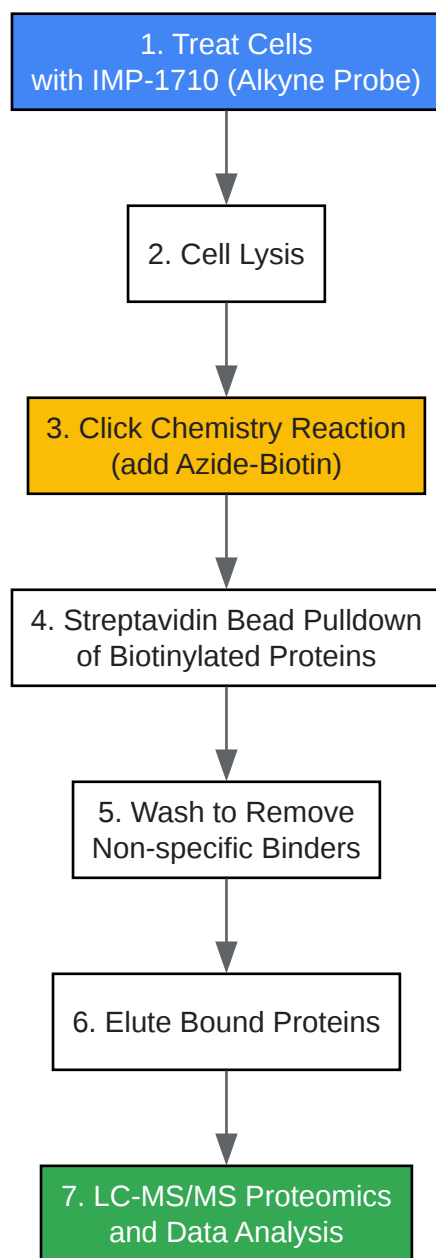 1. Treat Cells
with IMP-1710 (Alkyne Probe)
2. Cell Lysis
3. Click Chemistry Reaction
(add Azide-Biotin)
4. Streptavidin Bead Pulldown
of Biotinylated Proteins
5. Wash to Remove
Non-specific Binders
6. Elute Bound Proteins
7. LC-MS/MS Proteomics
and Data Analysis